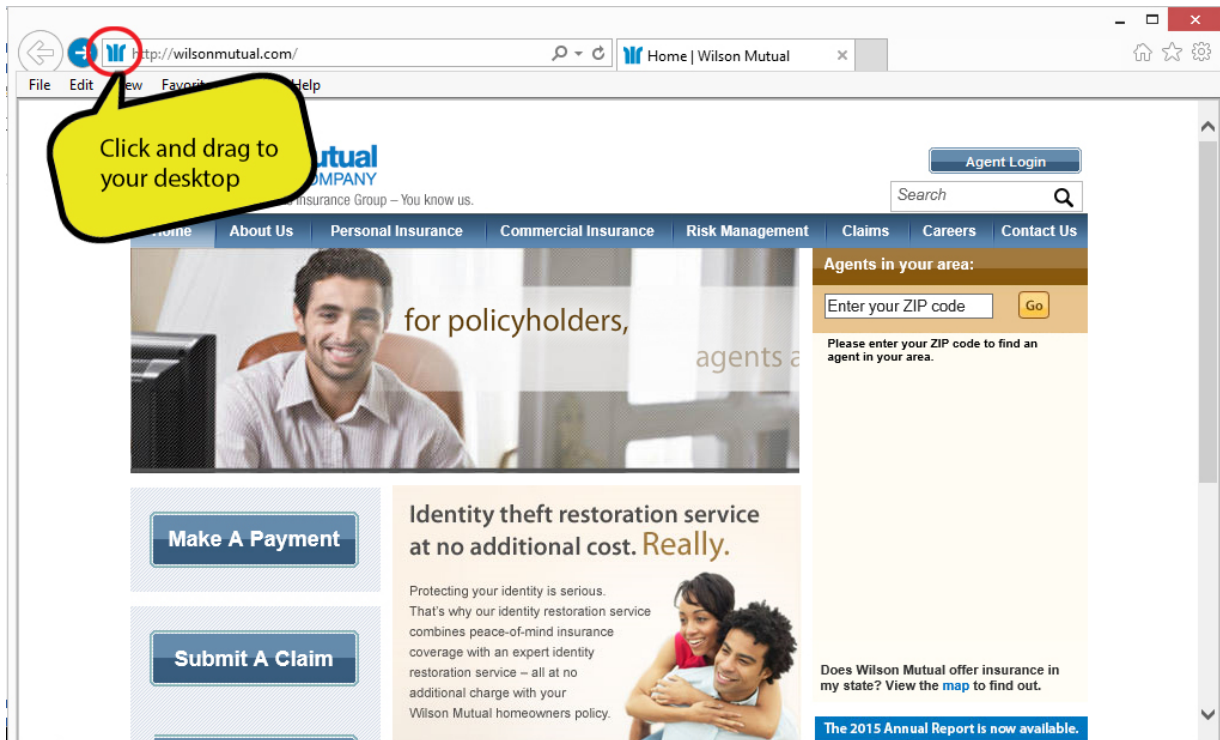 http://wilsonmutual.com/
Home | Wilson Mutual
File Edit Help
Click and drag to
your desktop
Agent Login
Search
– You know us.
Home About Us Personal Insurance Commercial Insurance Risk Management Claims Careers Contact Us
for policyholders,
agents
Agents in your area:
Enter your ZIP code Go
Please enter your ZIP code to find an
agent in your area.
Make A Payment
Submit A Claim
Identity theft restoration service
at no additional cost. Really.
Protecting your identity is serious.
That's why our identity restoration service
combines peace-of-mind insurance
coverage with an expert identity
restoration service – all at no
additional charge with your
Wilson Mutual homeowners policy.
Does Wilson Mutual offer insurance in
my state? View the map to find out.
The 2015 Annual Report is now available.